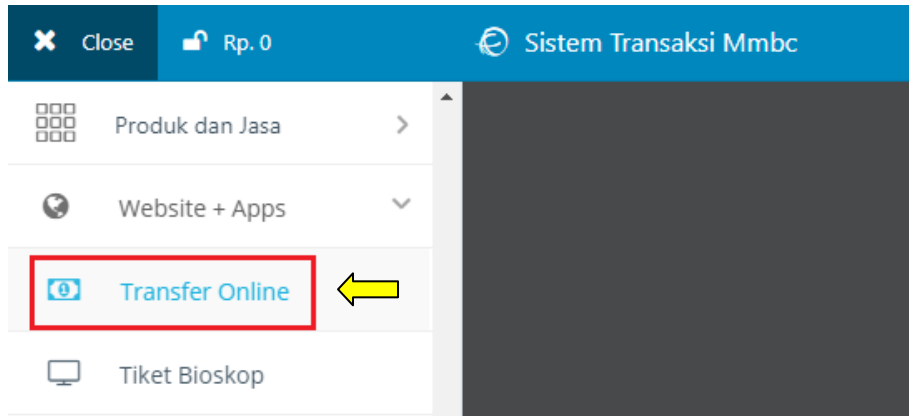 Close
Rp. 0
Sistem Transaksi Mmbc
Produk dan Jasa
Website + Apps
Transfer Online
Tiket Bioskop